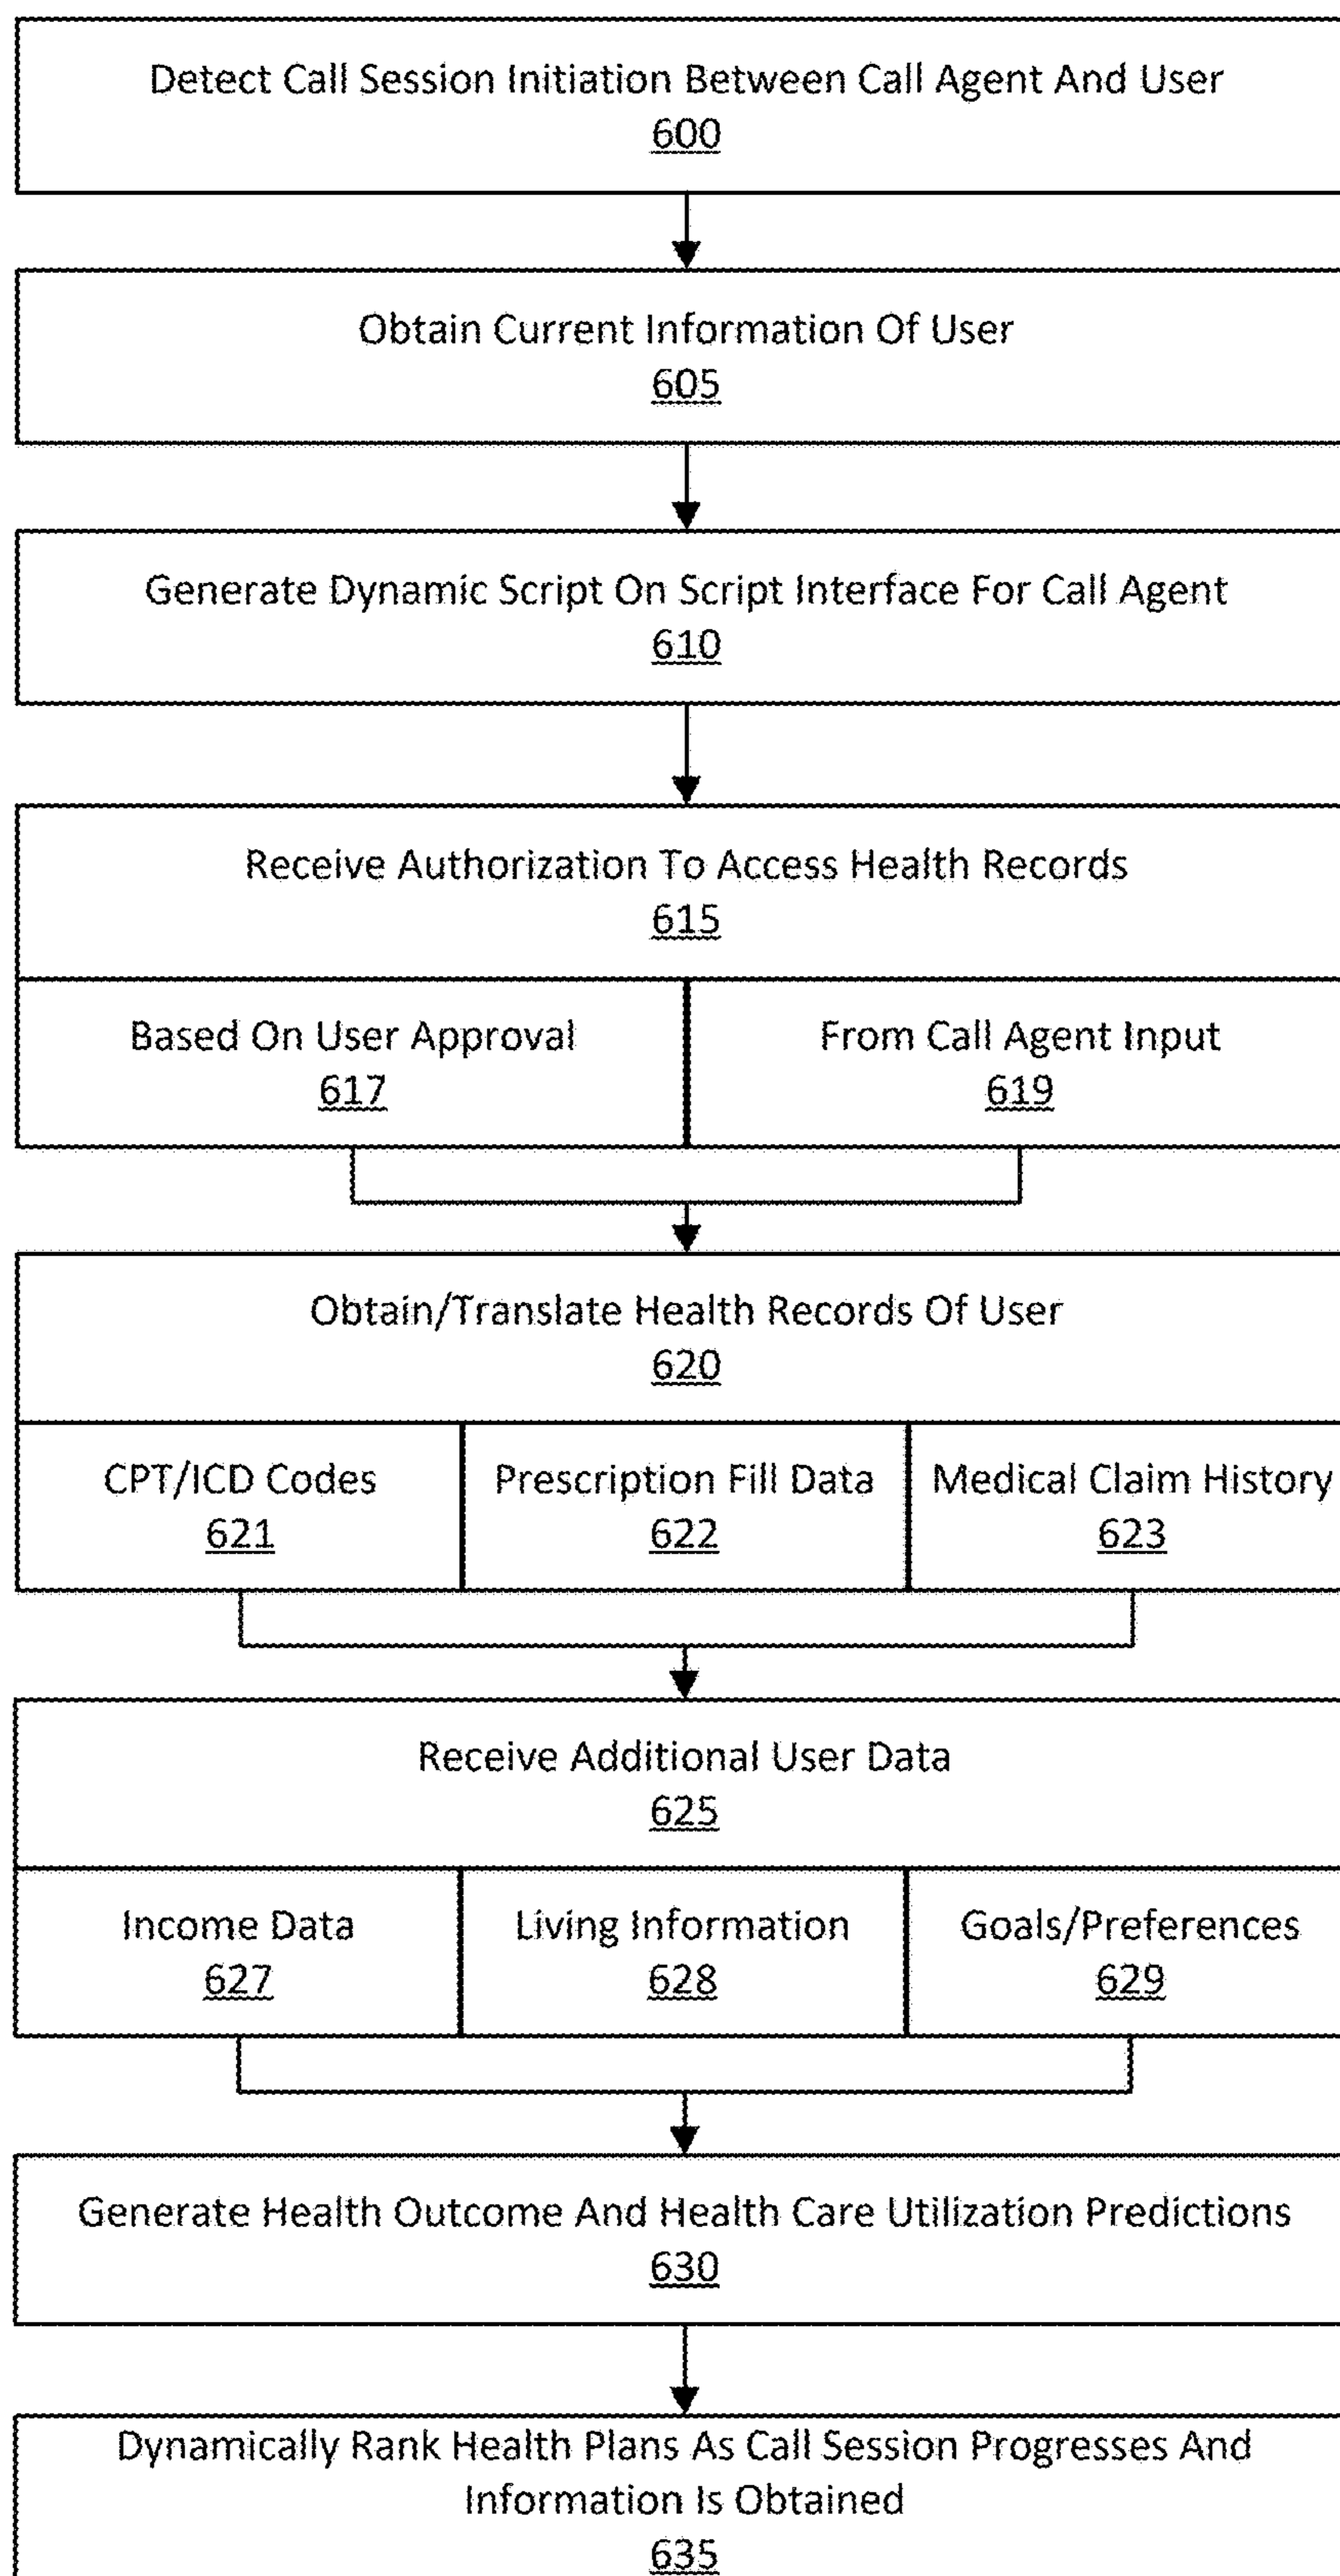 Detect Call Session Initiation Between Call Agent And User
600
Obtain Current Information Of User
605
Generate Dynamic Script On Script Interface For Call Agent
610
Receive Authorization To Access Health Records
615
Based On User Approval
617
From Call Agent Input
619
Obtain/Translate Health Records Of User
620
CPT/ICD Codes
621
Prescription Fill Data
622
Medical Claim History
623
Receive Additional User Data
625
Income Data
627
Living Information
628
Goals/Preferences
629
Generate Health Outcome And Health Care Utilization Predictions
630
Dynamically Rank Health Plans As Call Session Progresses And
Information Is Obtained
635